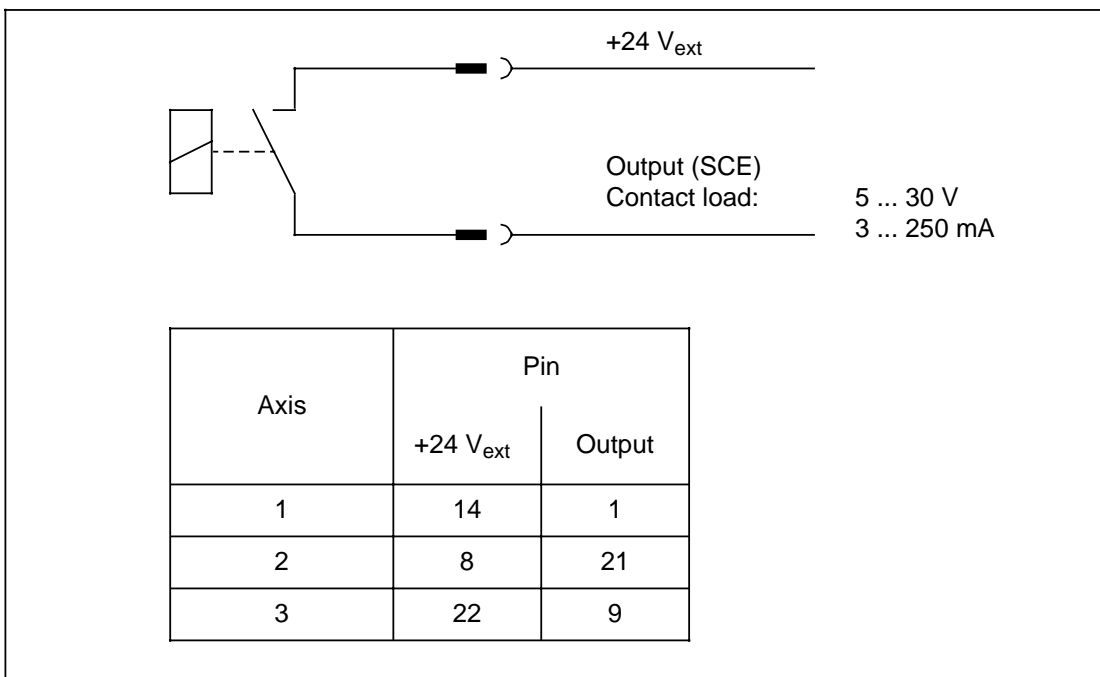 +24 Vext
Output (SCE)
Contact load: 5 ... 30 V
3 ... 250 mA
Axis Pin
+24 Vext Output
1 14 1
2 8 21
3 22 9